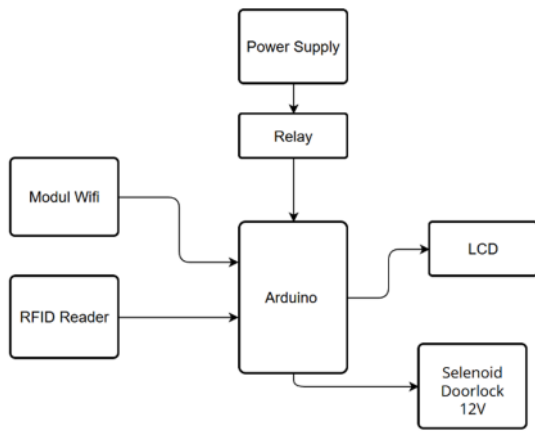 Power Supply
Relay
Modul Wifi
LCD
Arduino
RFID Reader
Selenoid
Doorlock
12V